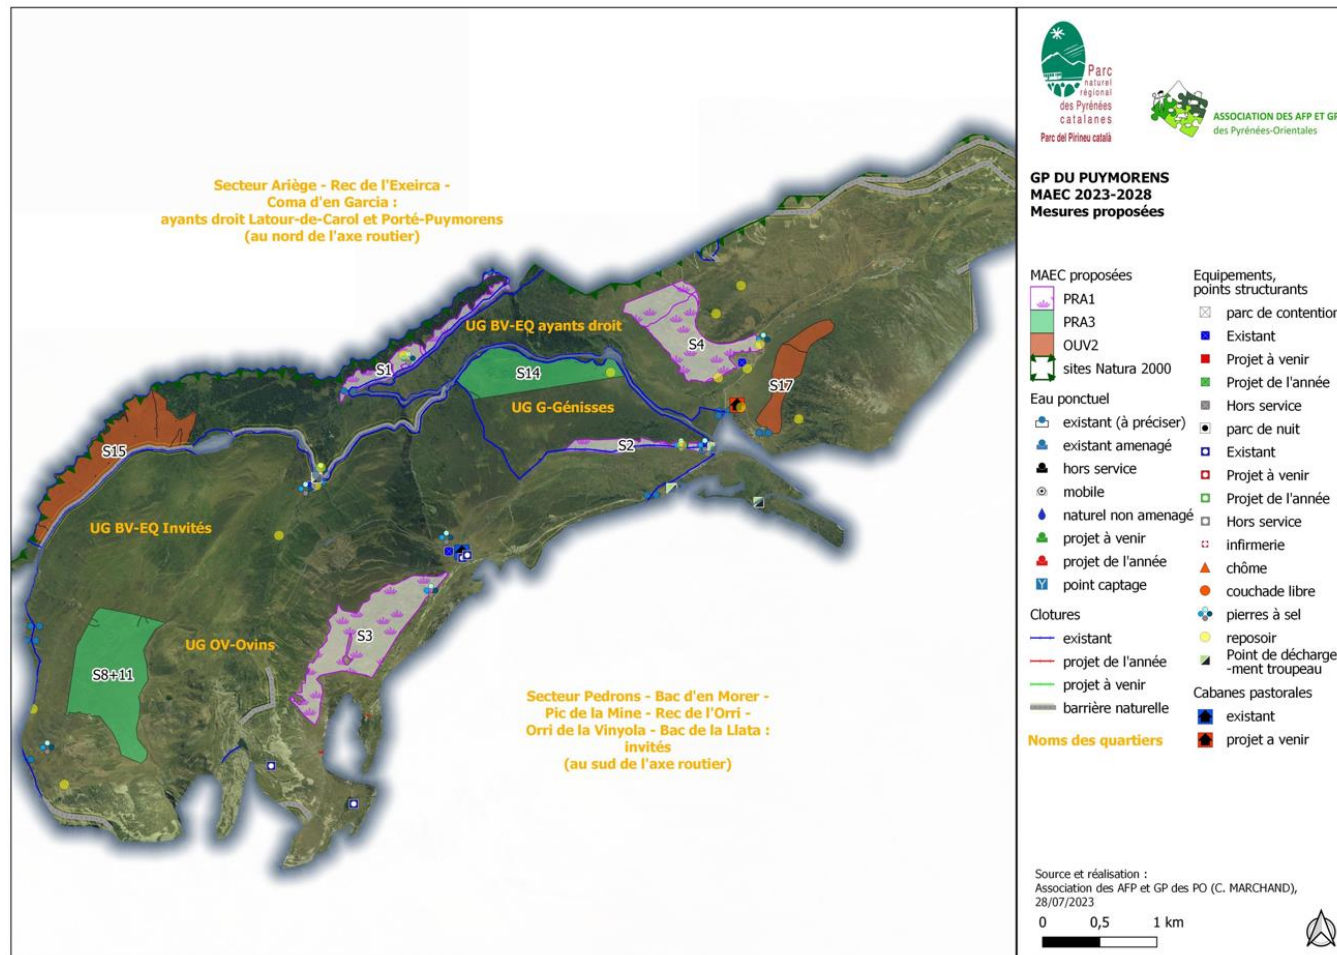 Secteur Ariège - Rec de l'Exeirca -
Coma d'en Garcia :
ayants droit Latour-de-Carol et Porté-Puymorens
(au nord de l'axe routier)
UG BV-EQ ayants droit
S1
S4
S14
S17
UG G-Génisses
S2
S15
UG BV-EQ Invités
S3
UG OV-Ovins
S8+11
Secteur Pedrons - Bac d'en Morer -
Pic de la Mine - Rec de l'Orri -
Orri de la Vinyola - Bac de la Llata :
invités
(au sud de l'axe routier)
Parc
naturel
régional
des Pyrénées
catalanes
Parc del Pirineu català
ASSOCIATION DES AFP ET GP
des Pyrénées-Orientales
GP DU PUYMORENS
MAEC 2023-2028
Mesures proposées
MAEC proposées
PRA1
PRA3
OUV2
sites Natura 2000
Eau ponctuel
existant (à préciser)
existant amenagé
hors service
mobile
naturel non amenagé
projet à venir
projet de l'année
point captage
Clotures
existant
projet de l'année
projet à venir
barrière naturelle
Noms des quartiers
Equipements,
points structurants
parc de contention
Existant
Projet à venir
Projet de l'année
Hors service
parc de nuit
Existant
Projet à venir
Projet de l'année
Hors service
infirmerie
chôme
couchade libre
pierres à sel
reposoir
Point de décharge
-ment troupeau
Cabanes pastorales
existant
projet a venir
Source et réalisation :
Association des AFP et GP des PO (C. MARCHAND),
28/07/2023
0 0,5 1 km